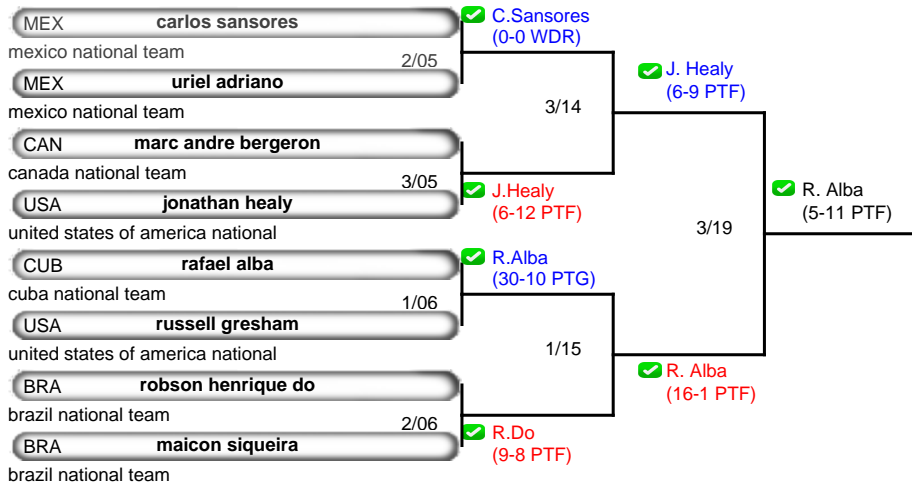 MEX carlos sansores
C.Sansores
(0-0 WDR)
mexico national team
2/05
J. Healy
(6-9 PTF)
MEX uriel adriano
mexico national team
3/14
CAN marc andre bergeron
canada national team
3/05
USA jonathan healy
J.Healy
(6-12 PTF)
R. Alba
(5-11 PTF)
united states of america national
3/19
CUB rafael alba
R.Alba
(30-10 PTG)
cuba national team
1/06
USA russell gresham
united states of america national
1/15
BRA robson henrique do
R. Alba
(16-1 PTF)
brazil national team
2/06
BRA maicon siqueira
R.Do
(9-8 PTF)
brazil national team